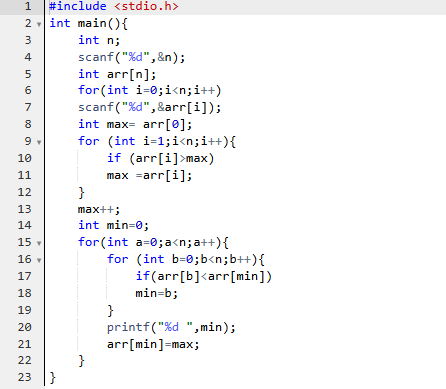 1 #include <stdio.h>
2 int main(){
3 int n;
4 scanf("%d",&n);
5 int arr[n];
6 for(int i=0;i<n;i++)
7 scanf("%d",&arr[i]);
8 int max= arr[0];
9 for (int i=1;i<n;i++){
10 if (arr[i]>max)
11 max =arr[i];
12 }
13 max++;
14 int min=0;
15 for(int a=0;a<n;a++){
16 for (int b=0;b<n;b++){
17 if(arr[b]<arr[min])
18 min=b;
19 }
20 printf("%d ",min);
21 arr[min]=max;
22 }
23 }